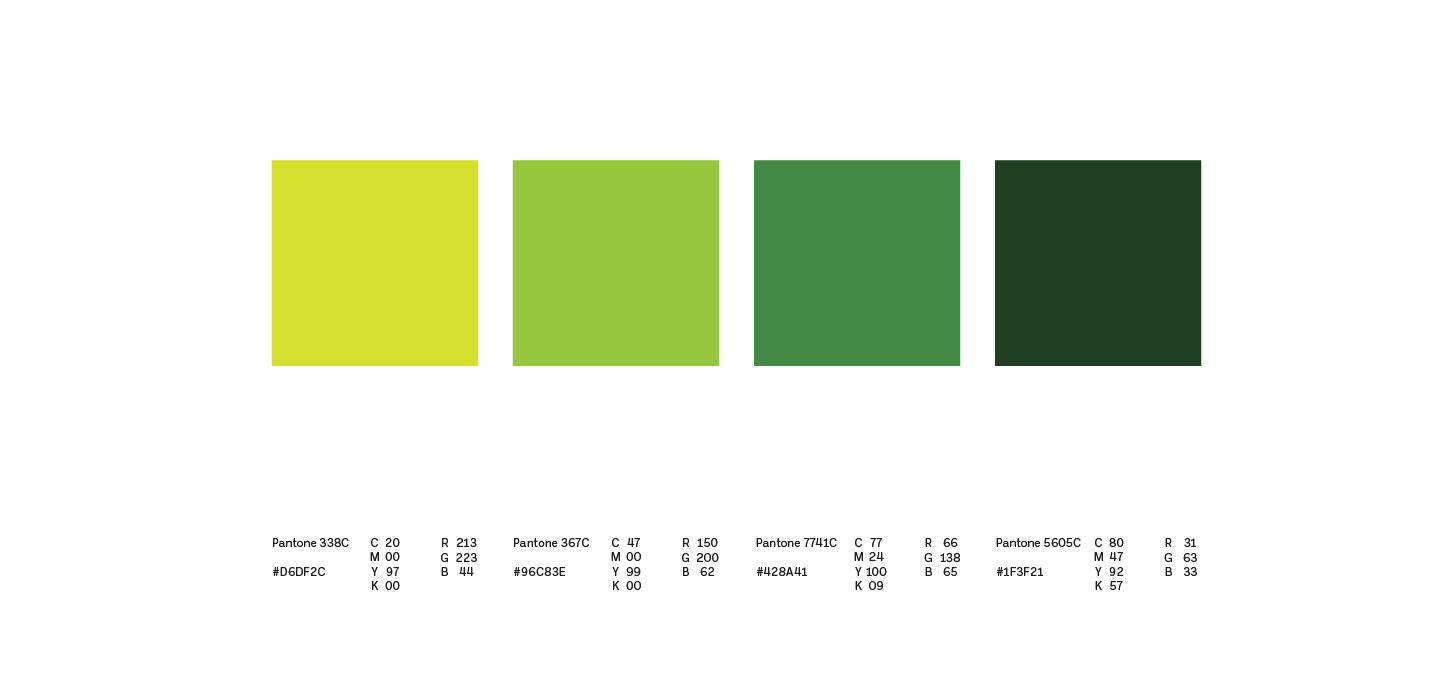 Pantone 338C C 20 R 213
M 00 G 223
#D6DF2C Y 97 B 44
K 00
Pantone 367C C 47 R 150
M 00 G 200
#96C83E Y 99 B 62
K 00
Pantone 7741C C 77 R 66
M 24 G 138
#428A41 Y 100 B 65
K 09
Pantone 5605C C 80 R 31
M 47 G 63
#1F3F21 Y 92 B 33
K 57